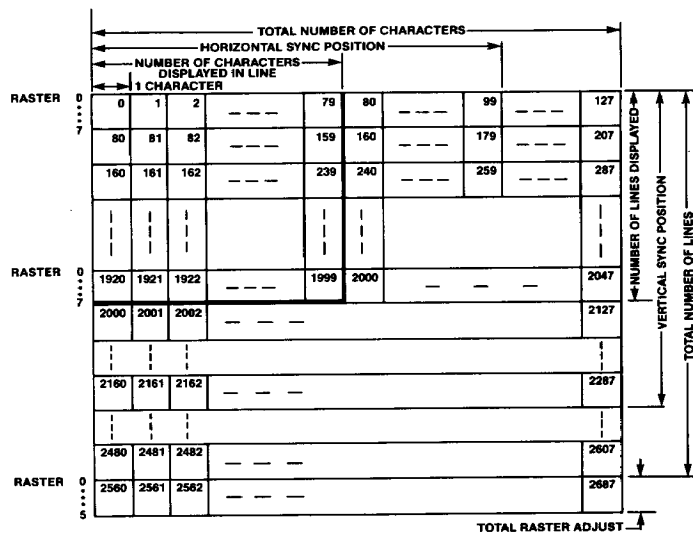 TOTAL NUMBER OF CHARACTERS
HORIZONTAL SYNC POSITION
NUMBER OF CHARACTERS
DISPLAYED IN LINE
1 CHARACTER
RASTER 0 7
0 1 2 79 80 99 127
80 81 82 159 160 179 207
160 161 162 239 240 259 287
RASTER 0 7
1920 1921 1922 1999 2000 2047
2000 2001 2002 2127
2160 2161 2162 2287
2480 2481 2482 2607
RASTER 0 5
2560 2561 2562 2687
NUMBER OF LINES DISPLAYED
VERTICAL SYNC POSITION
TOTAL NUMBER OF LINES
TOTAL RASTER ADJUST